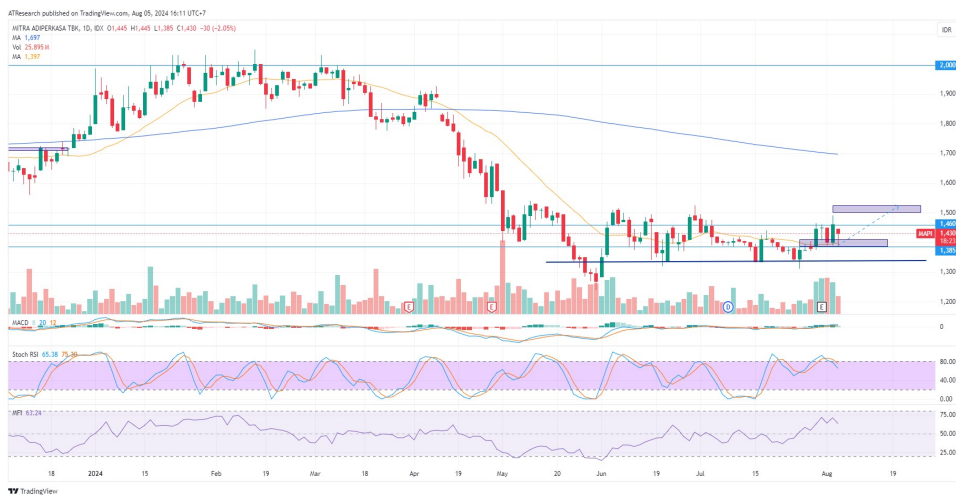 ATResearch published on TradingView.com, Aug 05, 2024 16:11 UTC+7
MITRA ADIPERKASA TBK, 1D, IDX O1,445 H1,445 L1,385 C1,430 −30 (−2.05%)
MA 1,697
Vol 25,895M
MA 1,397
IDR
2,000
1,900
1,800
1,700
1,600
1,500
1,460
MAPI 1,430
18:21
1,385
1,300
1,200
E
E
D
E
MACD 20 12
0
Stoch RSI 65.38
80.00
40.00
0.00
MFI 63.24
75.00
50.00
25.00
18 2024 15 Feb 19 Mar 18 Apr 19 May 20 Jun 19 Jul 15 Aug 19
TradingView